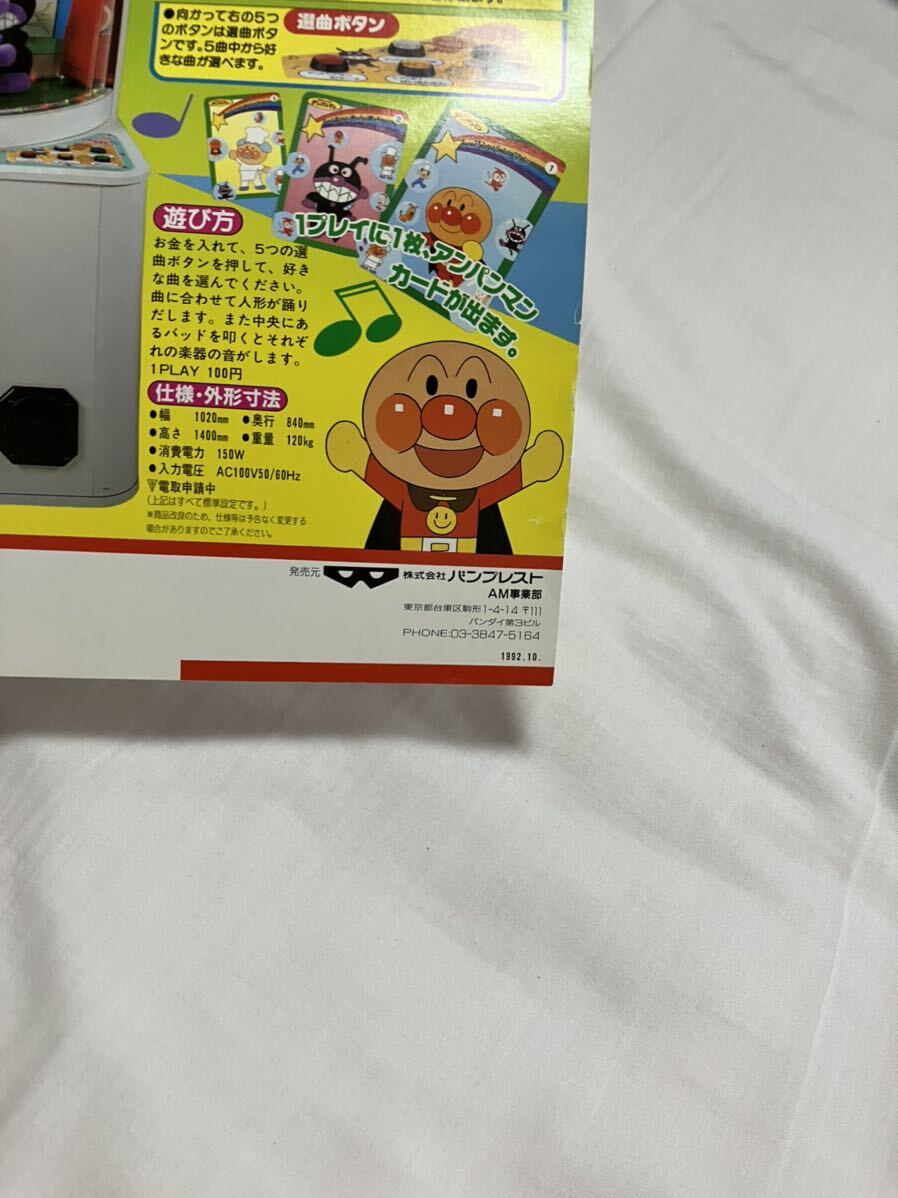 ●向かって右の5つ
のボタンは選曲ボタ
ンです。5曲中から好
きな曲が選べます。
選曲ボタン
3
2
1
1プレイに1枚、アンパンマン
カードが出ます。
遊び方
お金を入れて、5つの選
曲ボタンを押して、好き
な曲を選んでください。
曲に合わせて人形が踊り
だします。また中央にあ
るバッドを叩くとそれぞ
れの楽器の音がします。
1PLAY 100円
仕様・外形寸法
●幅 1020mm ●奥行 840mm
●高さ 1400mm ●重量 120kg
●消費電力 150W
●入力電圧 AC100V50/60Hz
▽電取申請中
(上記はすべて標準設定です。)
※商品改良のため、仕様等は予告なく変更する
場合がありますのでご了承ください。
発売元 株式会社 バンプレスト
AM事業部
東京都台東区駒形1-4-14 〒111
バンダイ第3ビル
PHONE:03-3847-5164
1992.10.